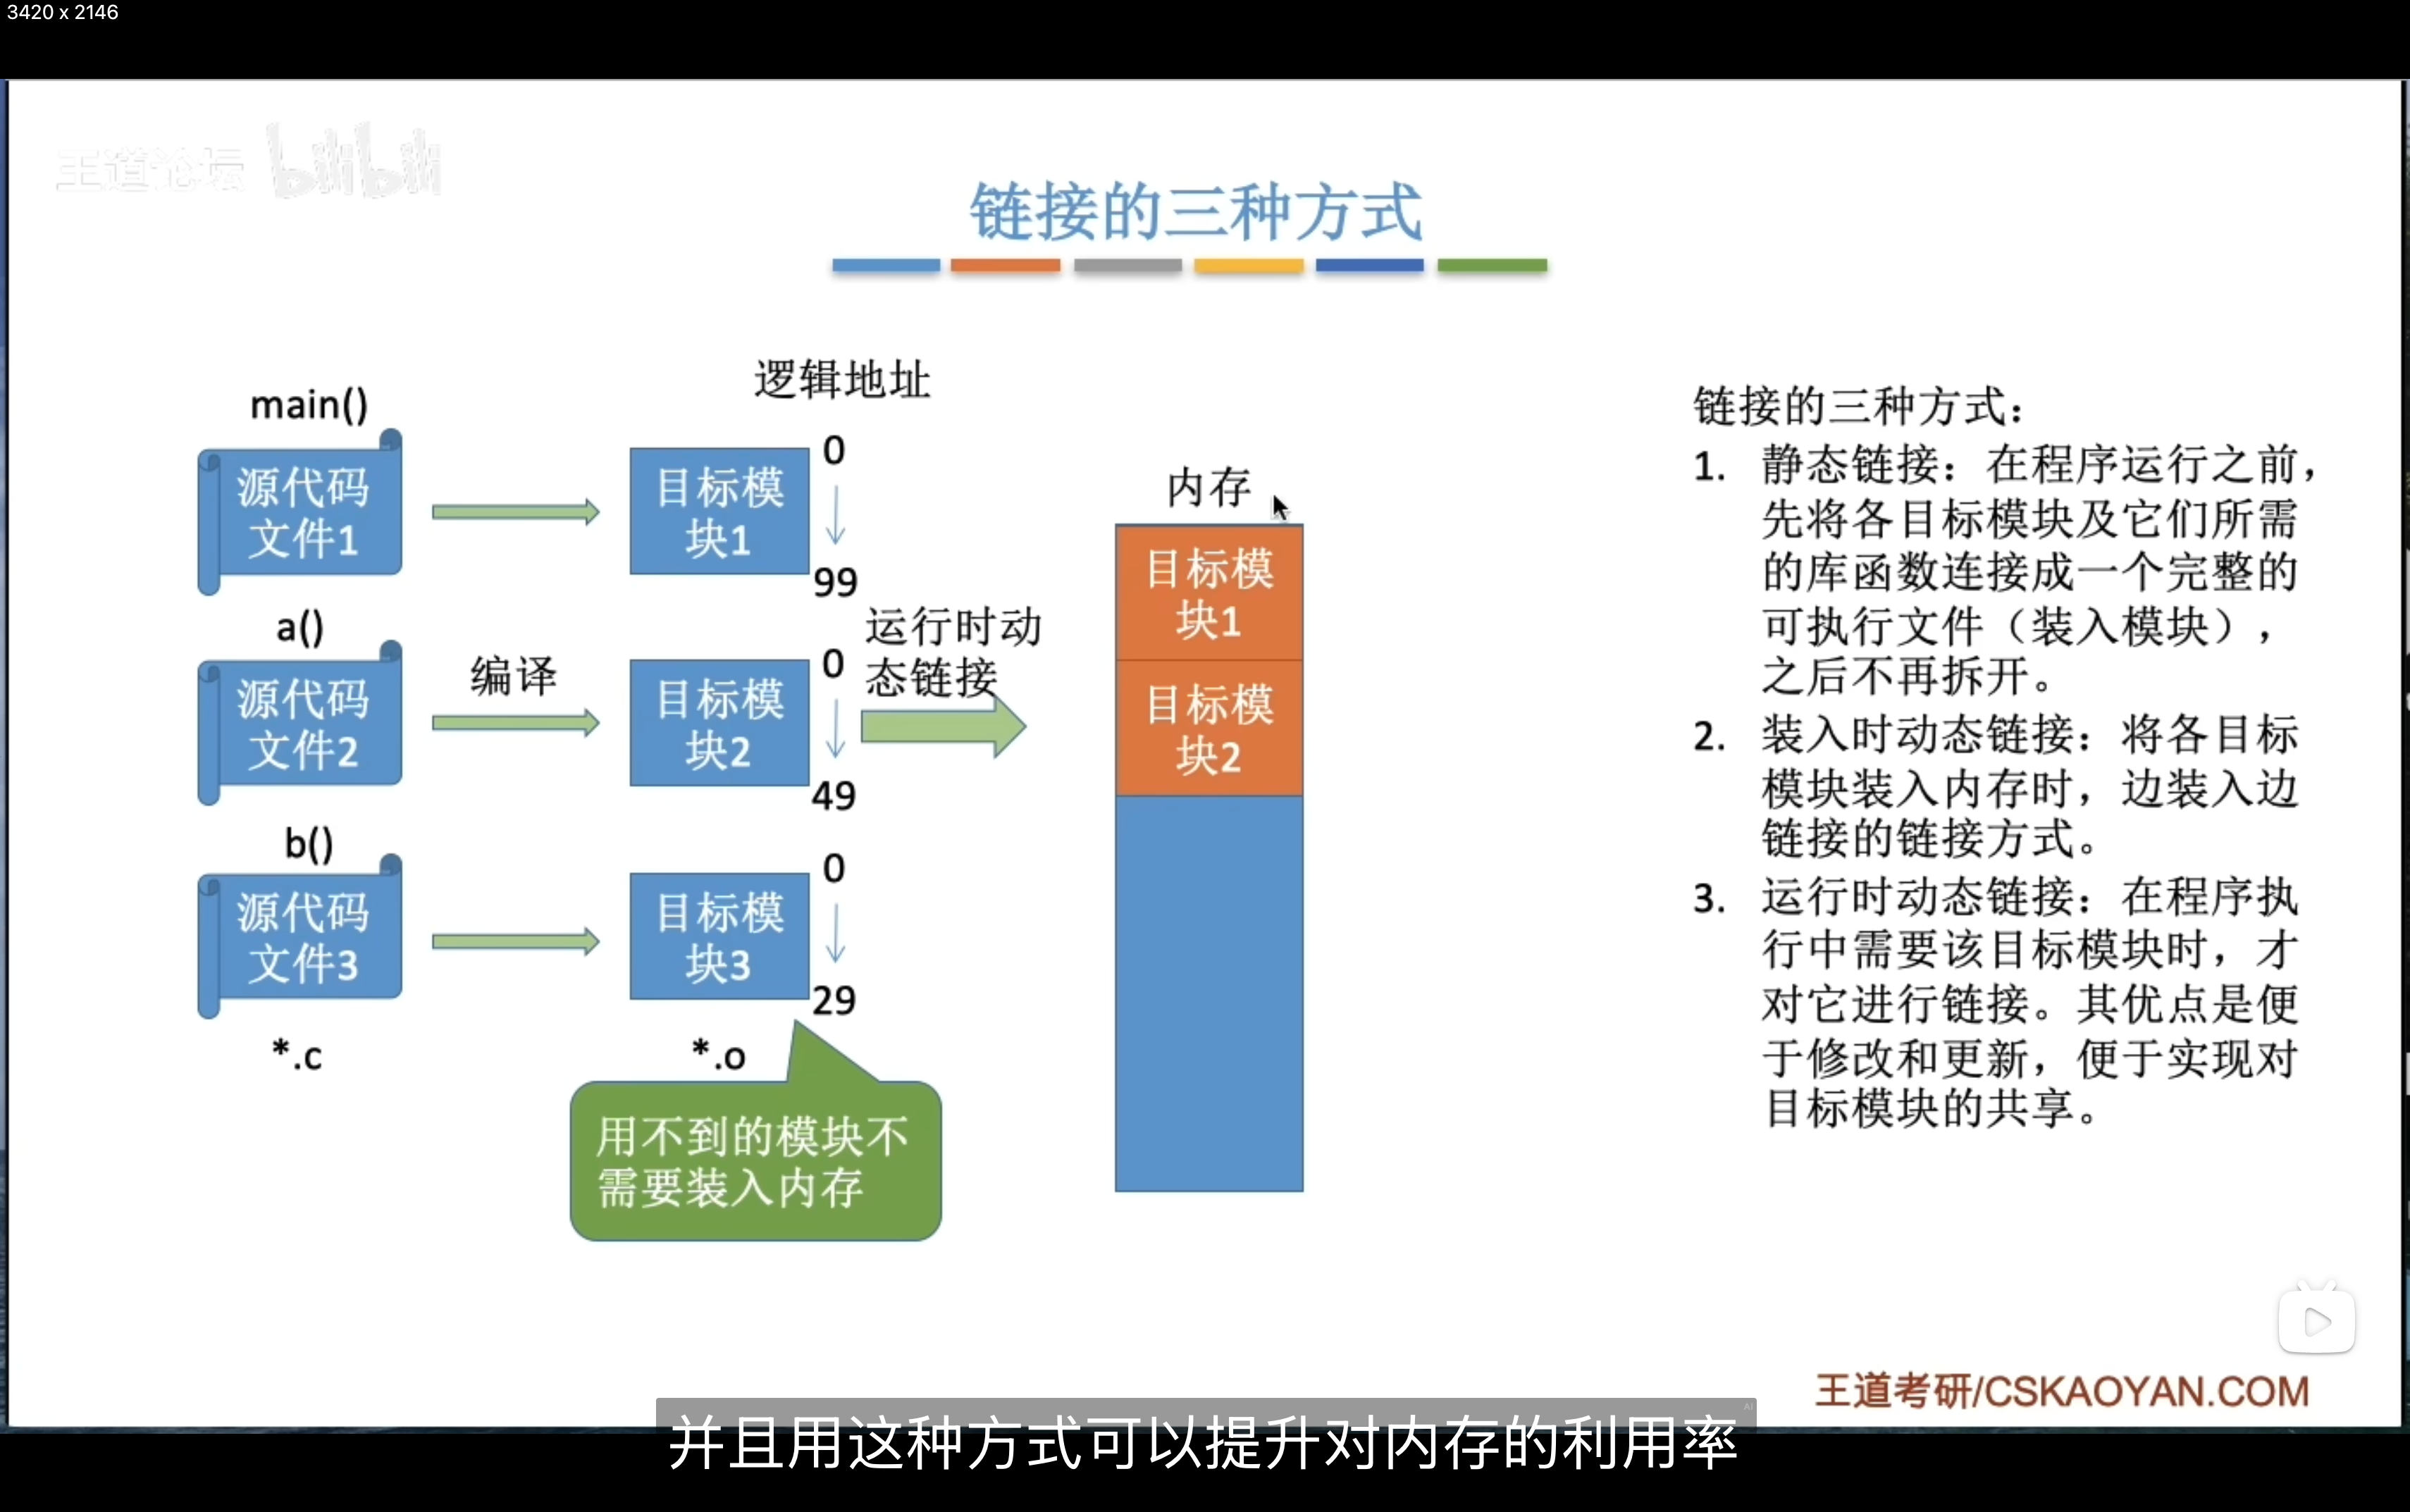 3420 x 2146
王道论坛 bilibili
链接的三种方式
逻辑地址
main()
源代码
文件1
目标模
块1
0
99
a()
源代码
文件2
编译
目标模
块2
0
49
运行时动
态链接
b()
源代码
文件3
目标模
块3
0
29
*.c
*.o
用不到的模块不
需要装入内存
内存
目标模
块1
目标模
块2
链接的三种方式：
1. 静态链接：在程序运行之前，
先将各目标模块及它们所需
的库函数连接成一个完整的
可执行文件（装入模块），
之后不再拆开。
2. 装入时动态链接：将各目标
模块装入内存时，边装入边
链接的链接方式。
3. 运行时动态链接：在程序执
行中需要该目标模块时，才
对它进行链接。其优点是便
于修改和更新，便于实现对
目标模块的共享。
王道考研/CSKAOYAN.COM
AI
并且用这种方式可以提升对内存的利用率